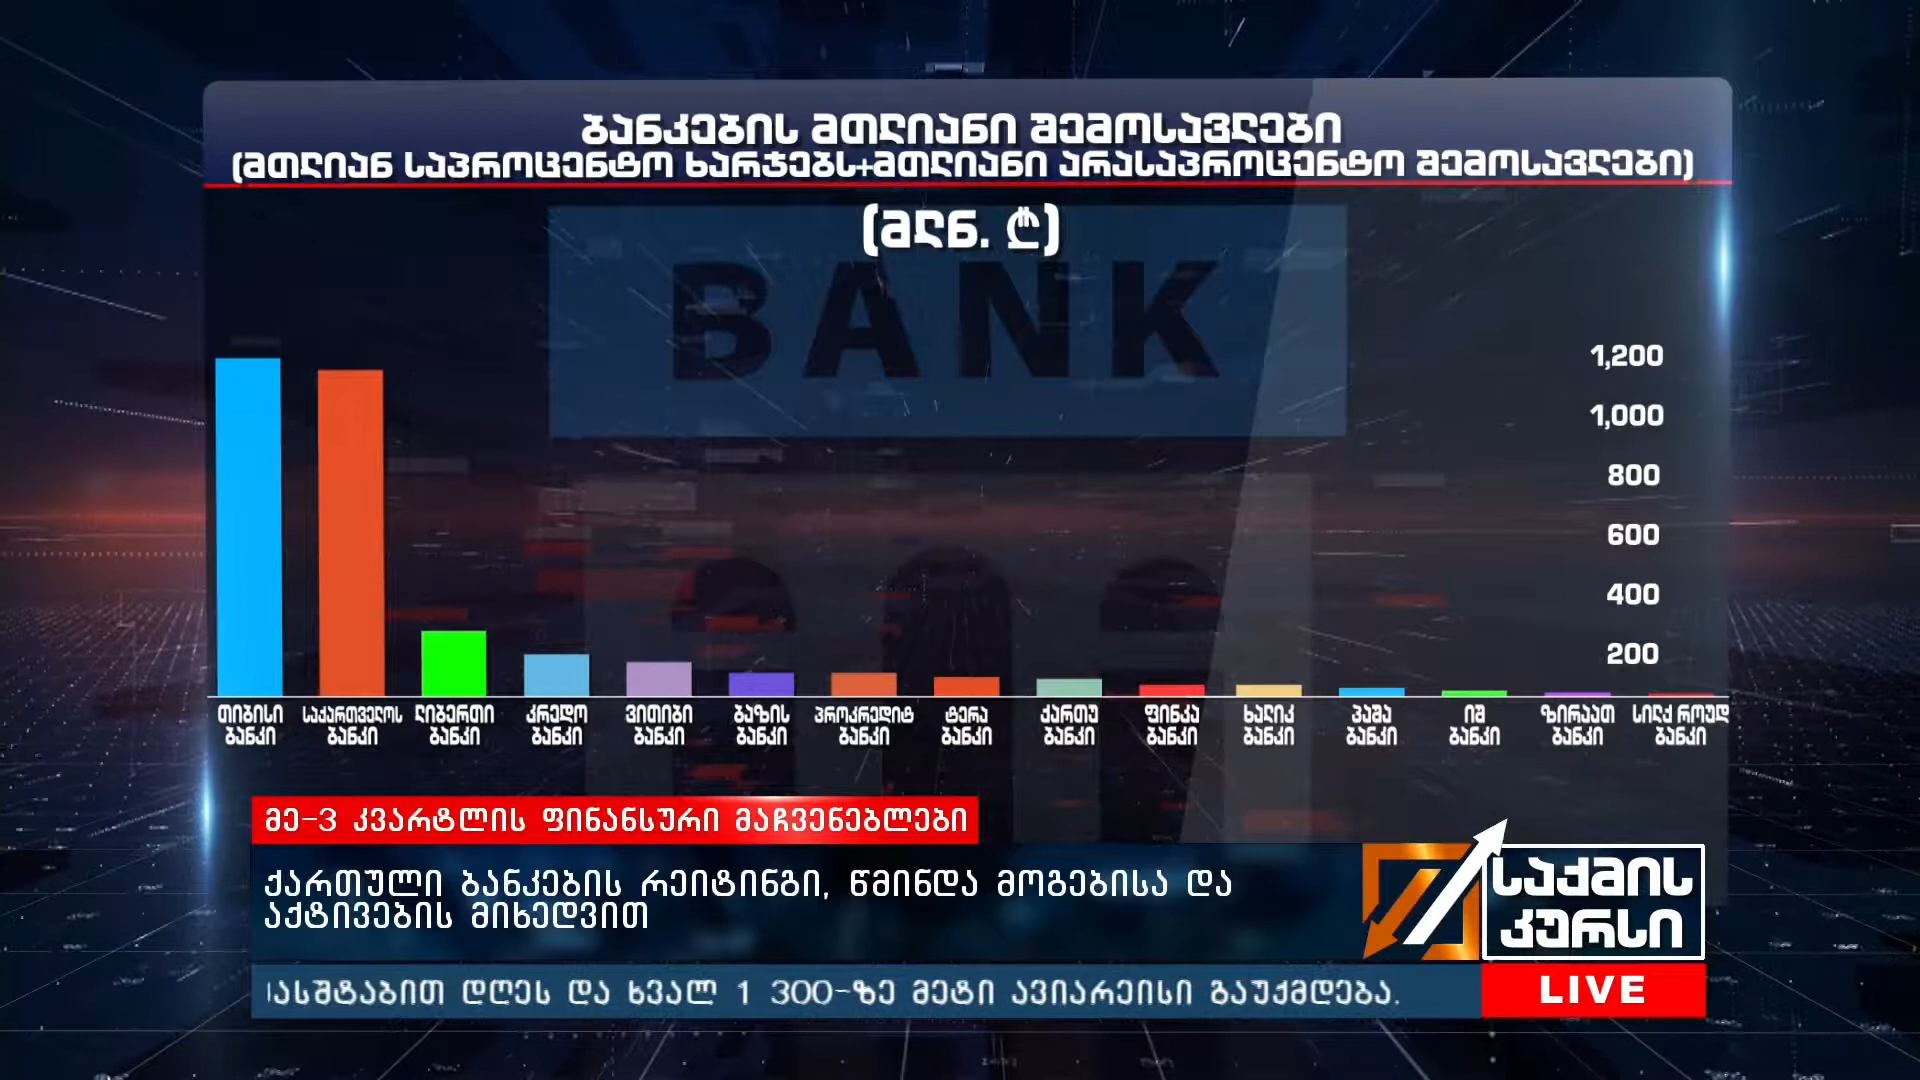 ბანკების მთლიანი შემოსავლები
(მთლიან საპროცენტო ხარჯებს+მთლიანი არასაპროცენტო შემოსავლები)
(მლნ. ₾)
BANK
1,200
1,000
800
600
400
200
თიბისი ბანკი
საქართველოს ბანკი
ლიბერთი ბანკი
კრედო ბანკი
ვითიბი ბანკი
ბაზის ბანკი
პროკრედიტ ბანკი
ტერა ბანკი
ქართუ ბანკი
ფინკა ბანკი
ხალიკ ბანკი
პაშა ბანკი
იშ ბანკი
ზირაათ ბანკი
სილქ როუდ ბანკი
მე-3 კვარტლის ფინანსური მაჩვენებლები
ქართული ბანკების რეიტინგი, წმინდა მოგებისა და
აქტივების მიხედვით
საქმის
კურსი
ასშტაბით დღეს და ხვალ 1 300-ზე მეტი ავიარეისი გაუქმდება.
LIVE